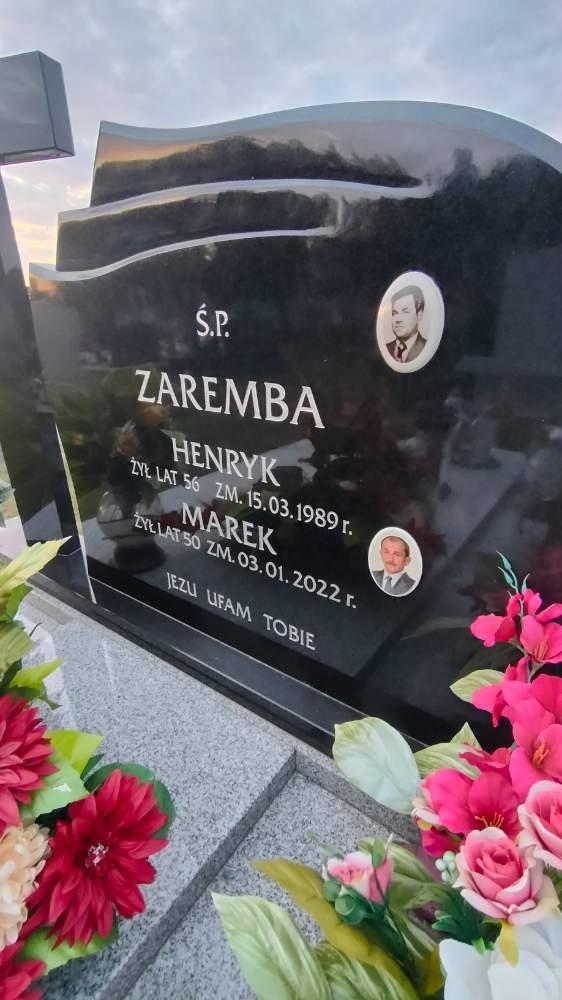 Ś.P.
ZAREMBA
HENRYK
ŻYŁ LAT 56 ZM. 15.03.1989 r.
MAREK
ŻYŁ LAT 50 ZM. 03.01.2022 r.
JEZU UFAM TOBIE